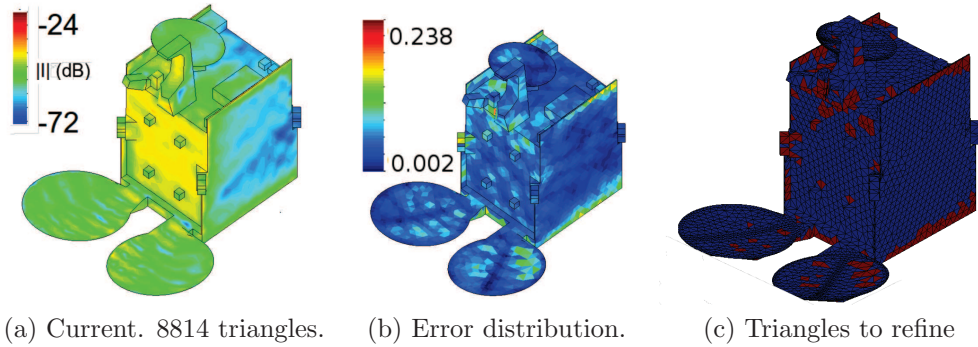 -24
|I| (dB)
-72
0.238
0.002
(a) Current. 8814 triangles.
(b) Error distribution.
(c) Triangles to refine